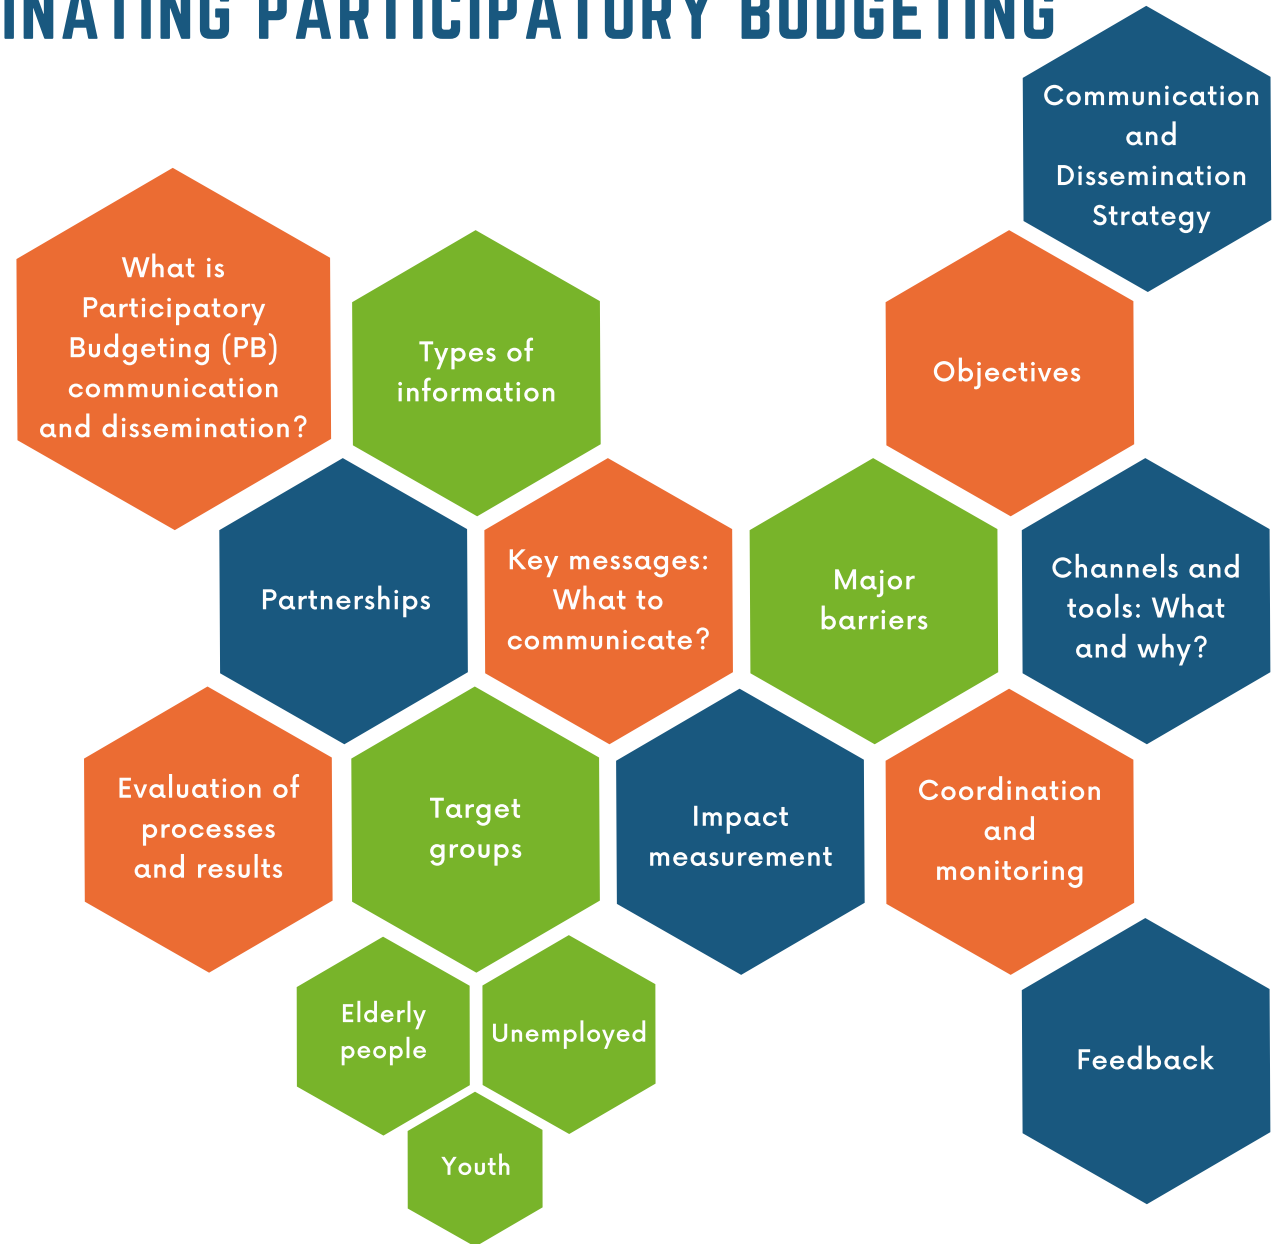 INATING PARTICIPATORY BUDGETING
Communication
and
Dissemination
Strategy
What is
Participatory
Budgeting (PB)
communication
and dissemination?
Types of
information
Objectives
Partnerships
Key messages:
What to
communicate?
Major
barriers
Channels and
tools: What
and why?
Evaluation of
processes
and results
Target
groups
Impact
measurement
Coordination
and
monitoring
Elderly
people
Unemployed
Feedback
Youth